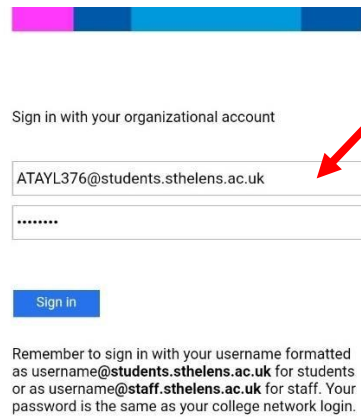 Sign in with your organizational account
ATAYL376@students.sthelens.ac.uk
••••••••
Sign in
Remember to sign in with your username formatted
as username@students.sthelens.ac.uk for students
or as username@staff.sthelens.ac.uk for staff. Your
password is the same as your college network login.